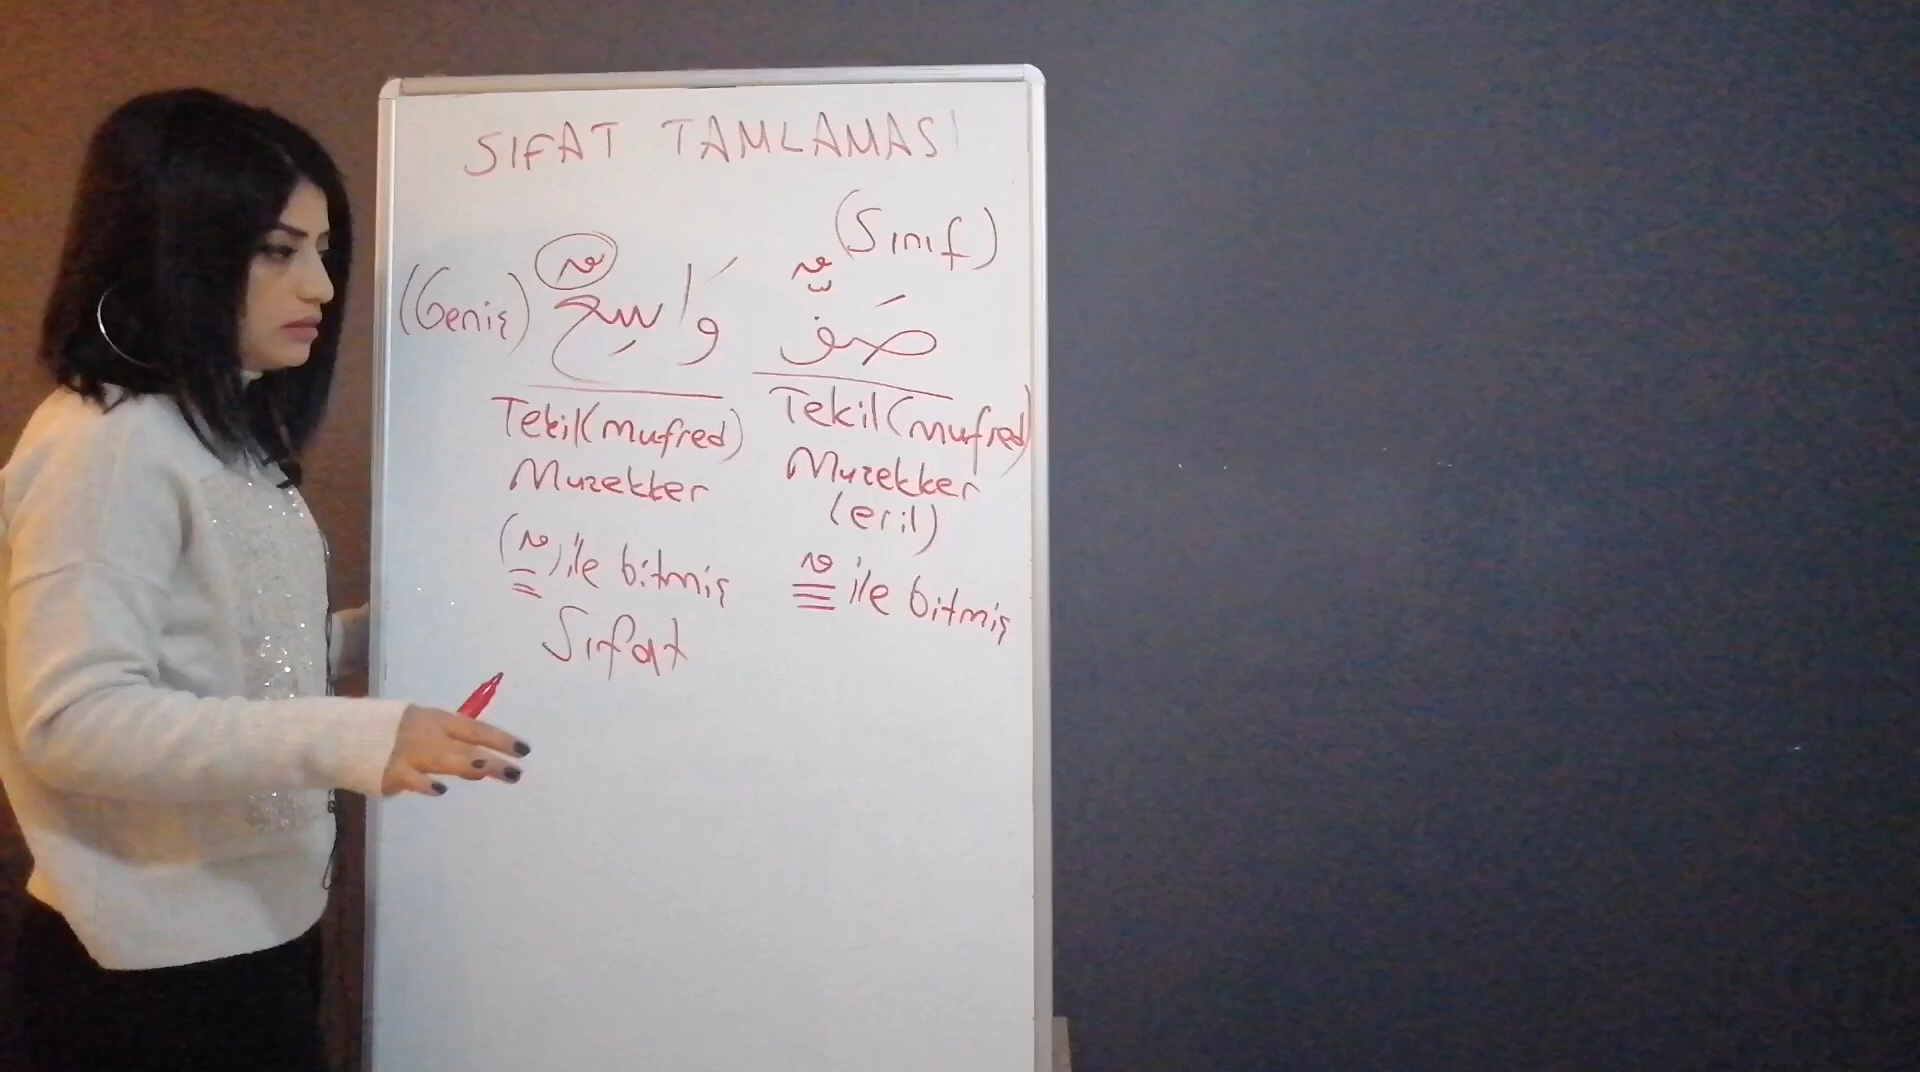 SIFAT TAMLAMASI
(Sınıf)
صَفٌّ
وَاسِعٌ
(Geniş)
Tekil (mufred)
Muzekker
(eril)
ٌ ile bitmiş
Tekil (mufred)
Muzekker
(ٌ) ile bitmiş
Sıfat